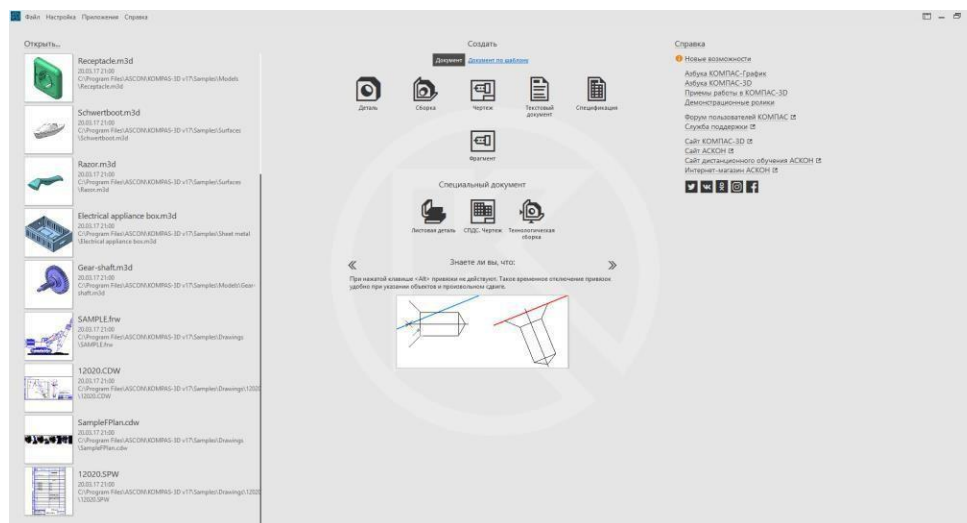 Файл Настройка Приложения Справка
Открыть...
Receptacle.m3d
20.03.17 21:00
C:\Program Files\ASCON\KOMPAS-3D v17\Samples\Models
\Receptacle.m3d
Schwertboot.m3d
20.03.17 21:00
C:\Program Files\ASCON\KOMPAS-3D v17\Samples\Surfaces
\Schwertboot.m3d
Razor.m3d
20.03.17 21:00
C:\Program Files\ASCON\KOMPAS-3D v17\Samples\Surfaces
\Razor.m3d
Electrical appliance box.m3d
20.03.17 21:00
C:\Program Files\ASCON\KOMPAS-3D v17\Samples\Sheet metal
\Electrical appliance box.m3d
Gear-shaft.m3d
20.03.17 21:00
C:\Program Files\ASCON\KOMPAS-3D v17\Samples\Models\Gear-
shaft.m3d
SAMPLE.frw
20.03.17 21:00
C:\Program Files\ASCON\KOMPAS-3D v17\Samples\Drawings
\SAMPLE.frw
12020.CDW
20.03.17 21:00
C:\Program Files\ASCON\KOMPAS-3D v17\Samples\Drawings\12020
\12020.CDW
SampleFPlan.cdw
20.03.17 21:00
C:\Program Files\ASCON\KOMPAS-3D v17\Samples\Drawings
\SampleFPlan.cdw
12020.SPW
20.03.17 21:00
C:\Program Files\ASCON\KOMPAS-3D v17\Samples\Drawings\12020
\12020.SPW
Создать
Документ Документ по шаблону
Деталь Сборка Чертеж Текстовый документ Спецификация
Фрагмент
Специальный документ
Листовая деталь СПДС. Чертеж Технологическая сборка
Знаете ли вы, что:
При нажатой клавише <Alt> привязки не действуют. Такое временное отключение привязок
удобно при указании объектов и произвольном сдвиге.
Справка
Новые возможности
Азбука КОМПАС-График
Азбука КОМПАС-3D
Приемы работы в КОМПАС-3D
Демонстрационные ролики
Форум пользователей КОМПАС
Служба поддержки
Сайт КОМПАС-3D
Сайт АСКОН
Сайт дистанционного обучения АСКОН
Интернет-магазин АСКОН